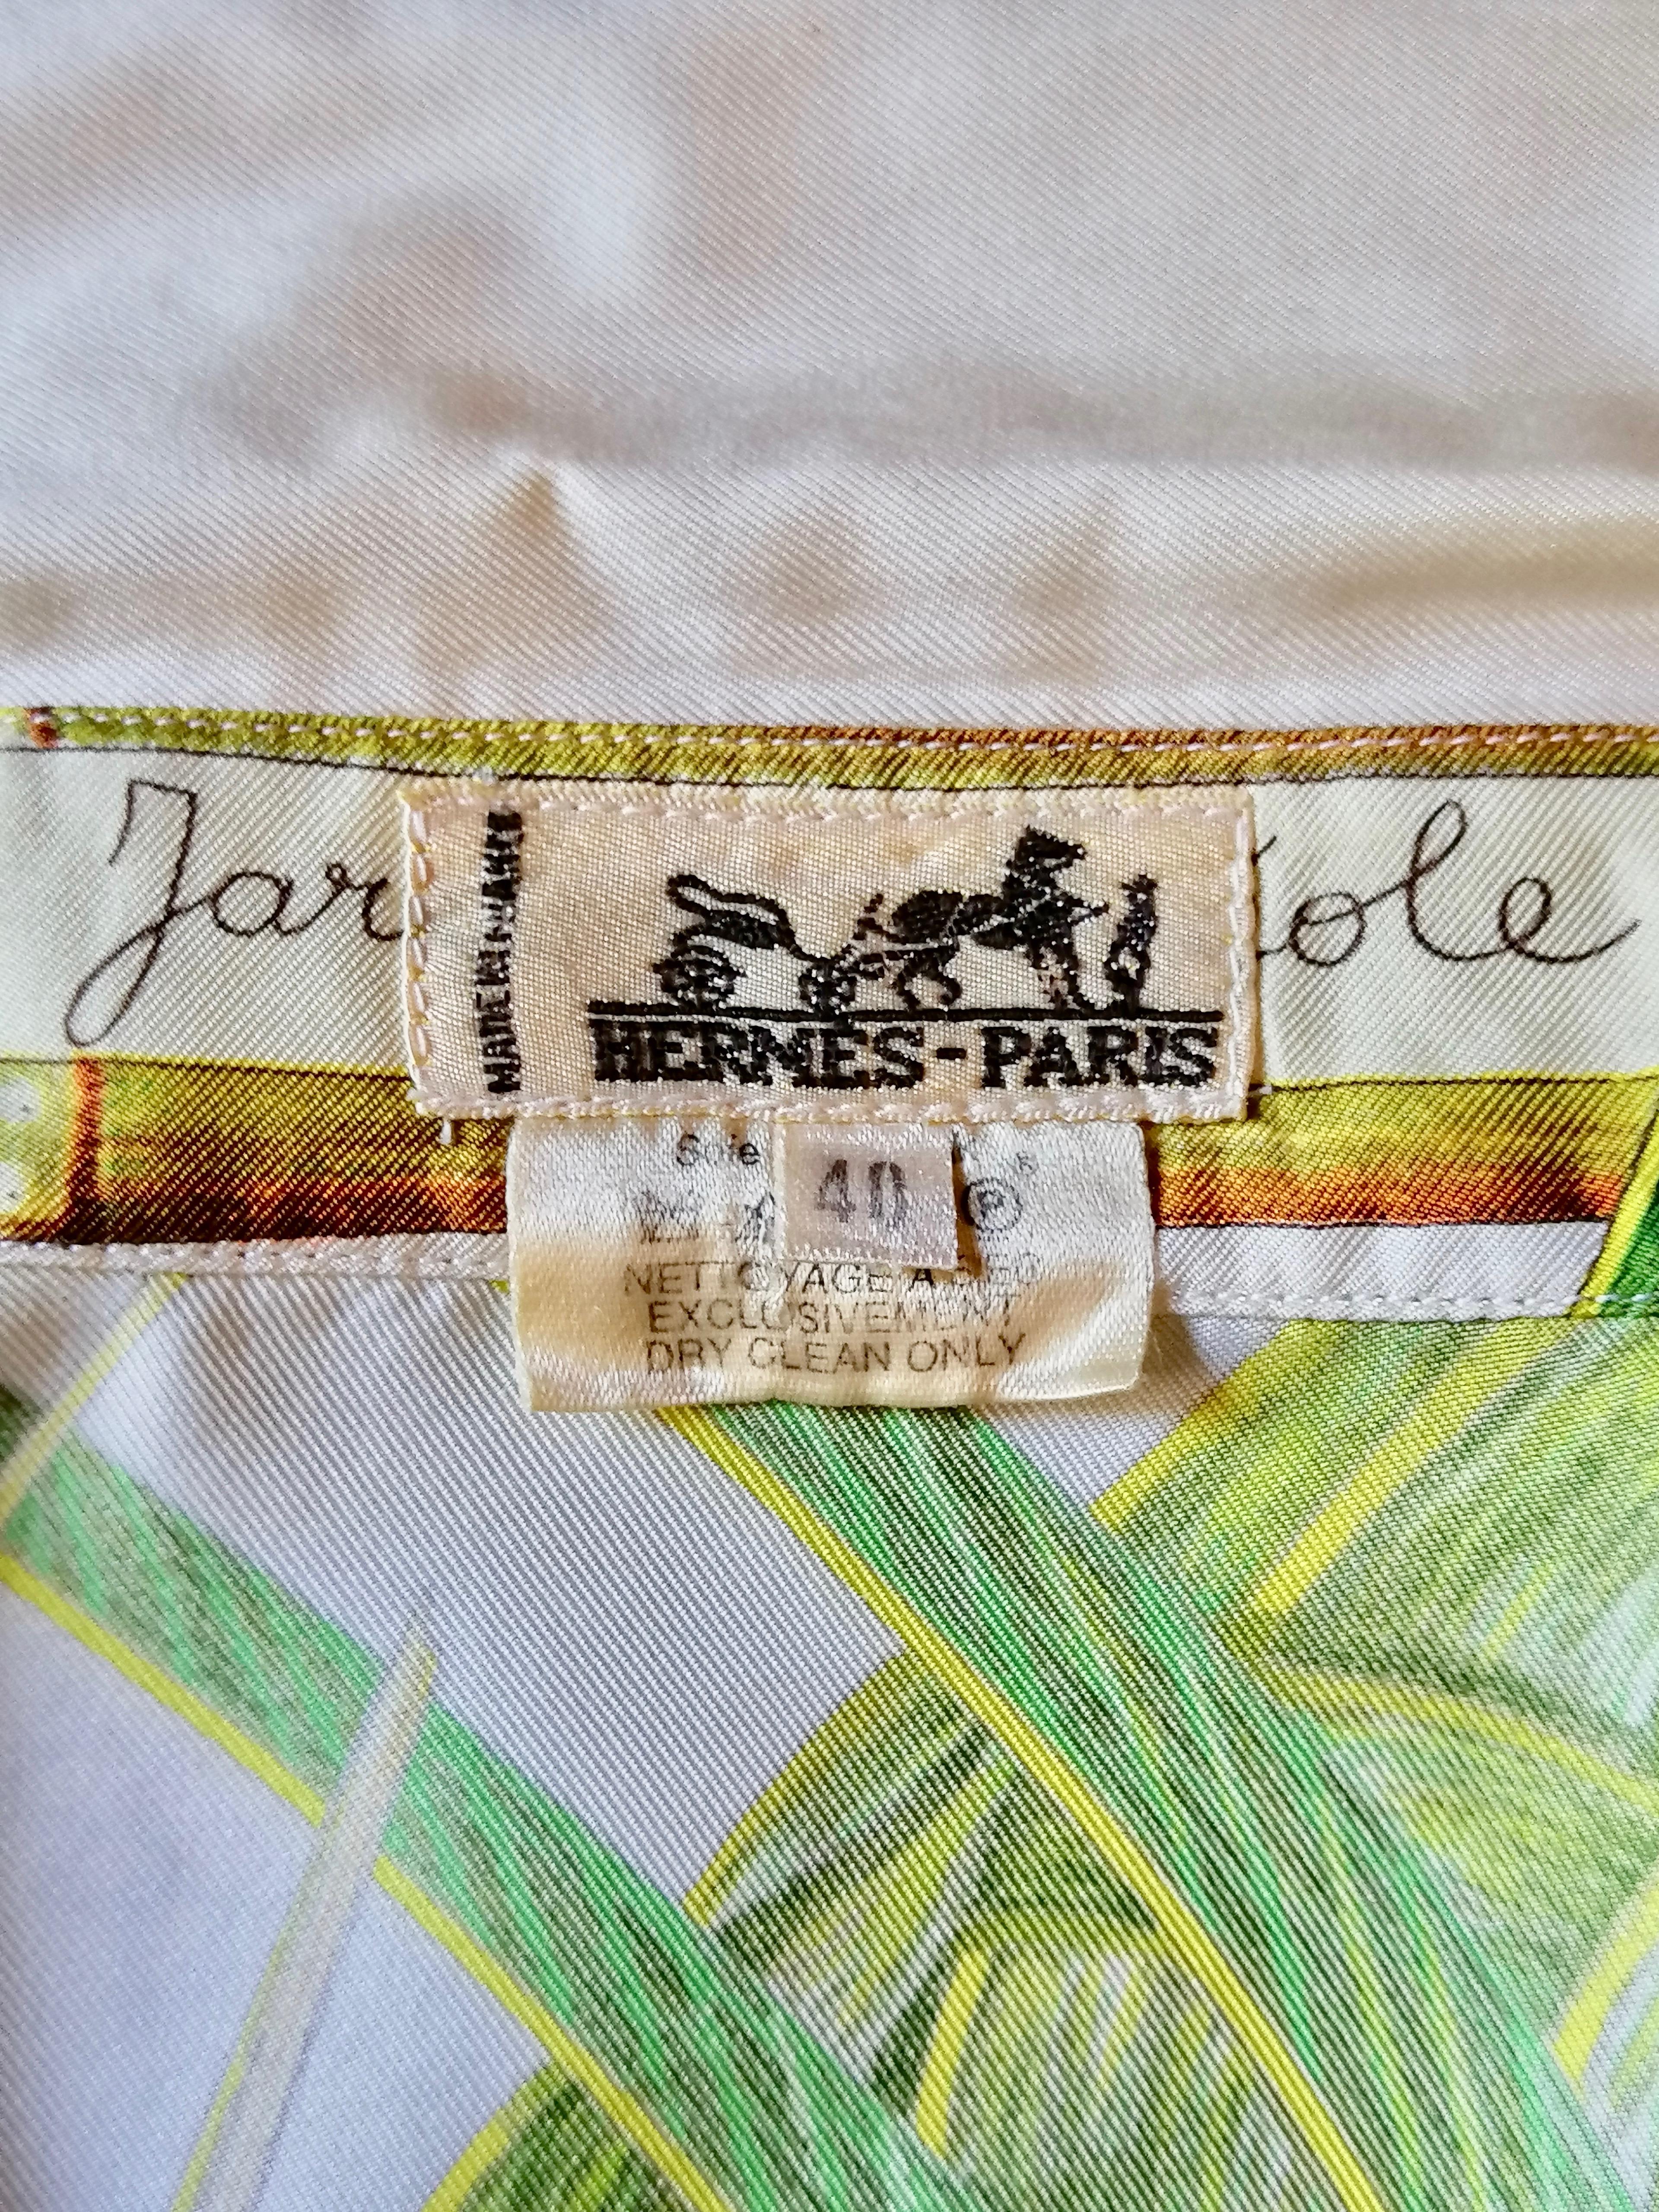 Jar
ole
MADE IN FRANCE
HERMES-PARIS
Soie
40
NETTOYAGE A SEC
EXCLUSIVEMENT
DRY CLEAN ONLY